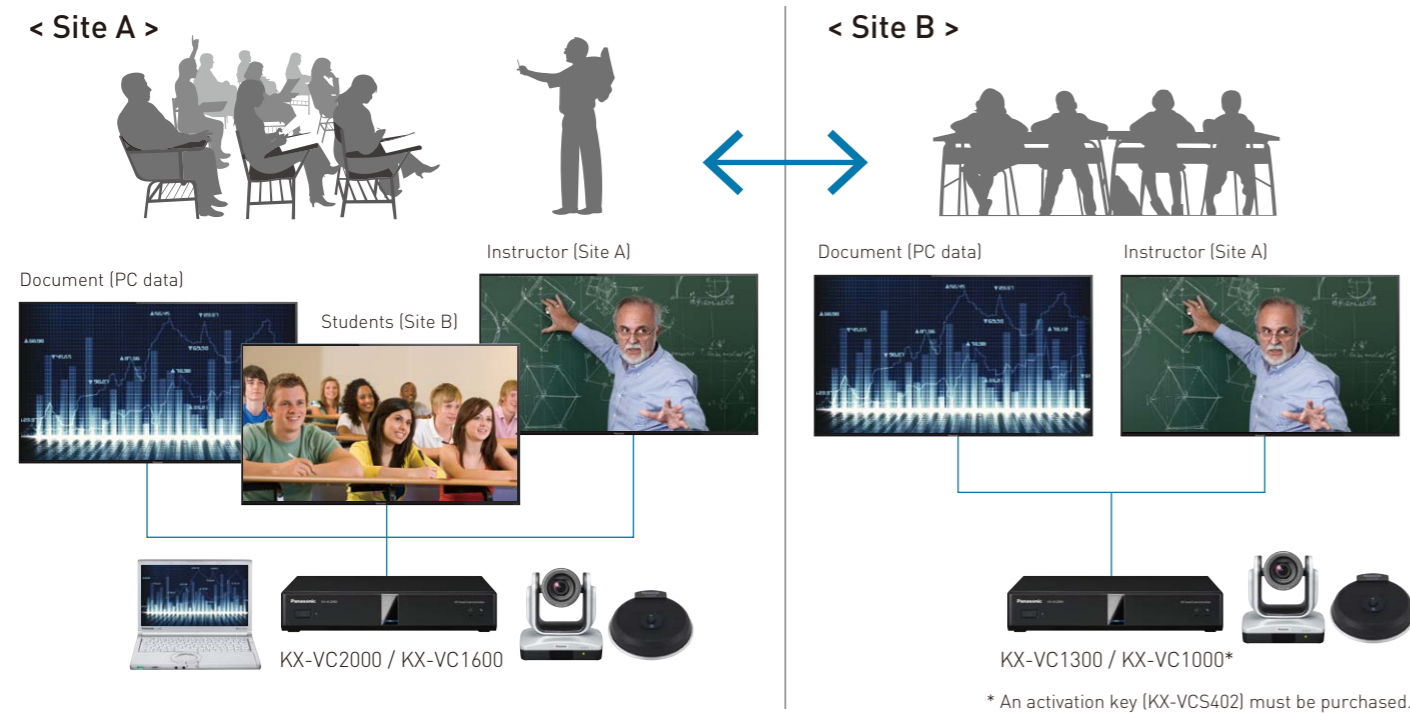 < Site A >
< Site B >
Document (PC data)
Students (Site B)
Instructor (Site A)
Document (PC data)
Instructor (Site A)
Panasonic
KX-VC2000 / KX-VC1600
Panasonic
KX-VC1300 / KX-VC1000*
* An activation key (KX-VCS402) must be purchased.